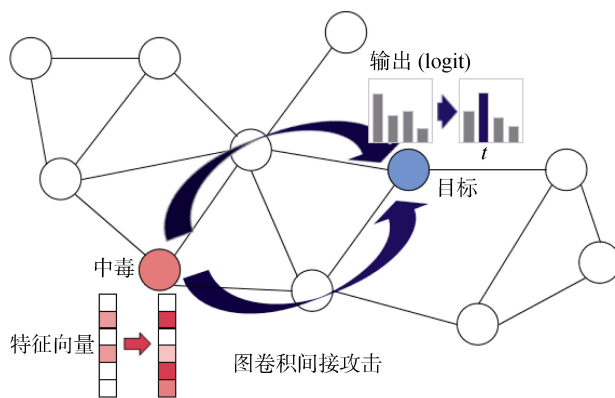 输出 (logit)
t
目标
中毒
特征向量
图卷积间接攻击